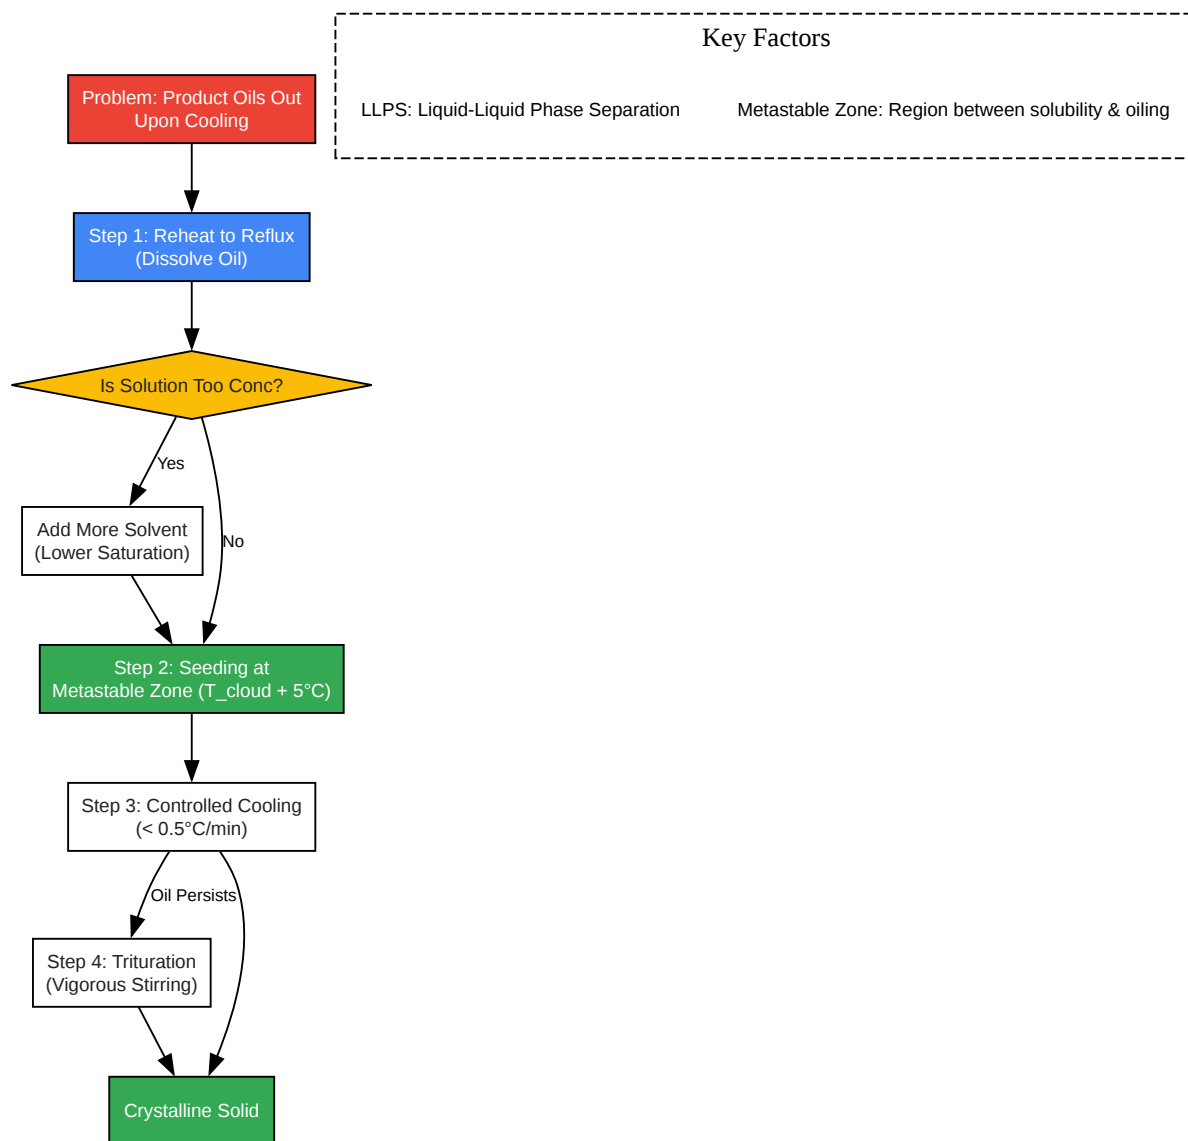 Key Factors
LLPS: Liquid-Liquid Phase Separation
Metastable Zone: Region between solubility & oiling
Problem: Product Oils Out
Upon Cooling
Step 1: Reheat to Reflux
(Dissolve Oil)
Is Solution Too Conc?
Yes
Add More Solvent
(Lower Saturation)
No
Step 2: Seeding at
Metastable Zone (T_cloud + 5°C)
Step 3: Controlled Cooling
(< 0.5°C/min)
Oil Persists
Step 4: Trituration
(Vigorous Stirring)
Crystalline Solid